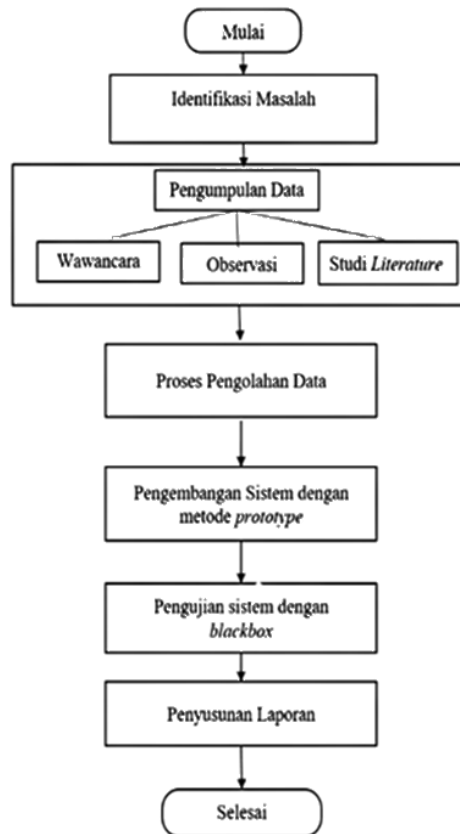 Mulai
Identifikasi Masalah
Pengumpulan Data
Wawancara
Observasi
Studi Literature
Proses Pengolahan Data
Pengembangan Sistem dengan
metode prototype
Pengujian sistem dengan
blackbox
Penyusunan Laporan
Selesai